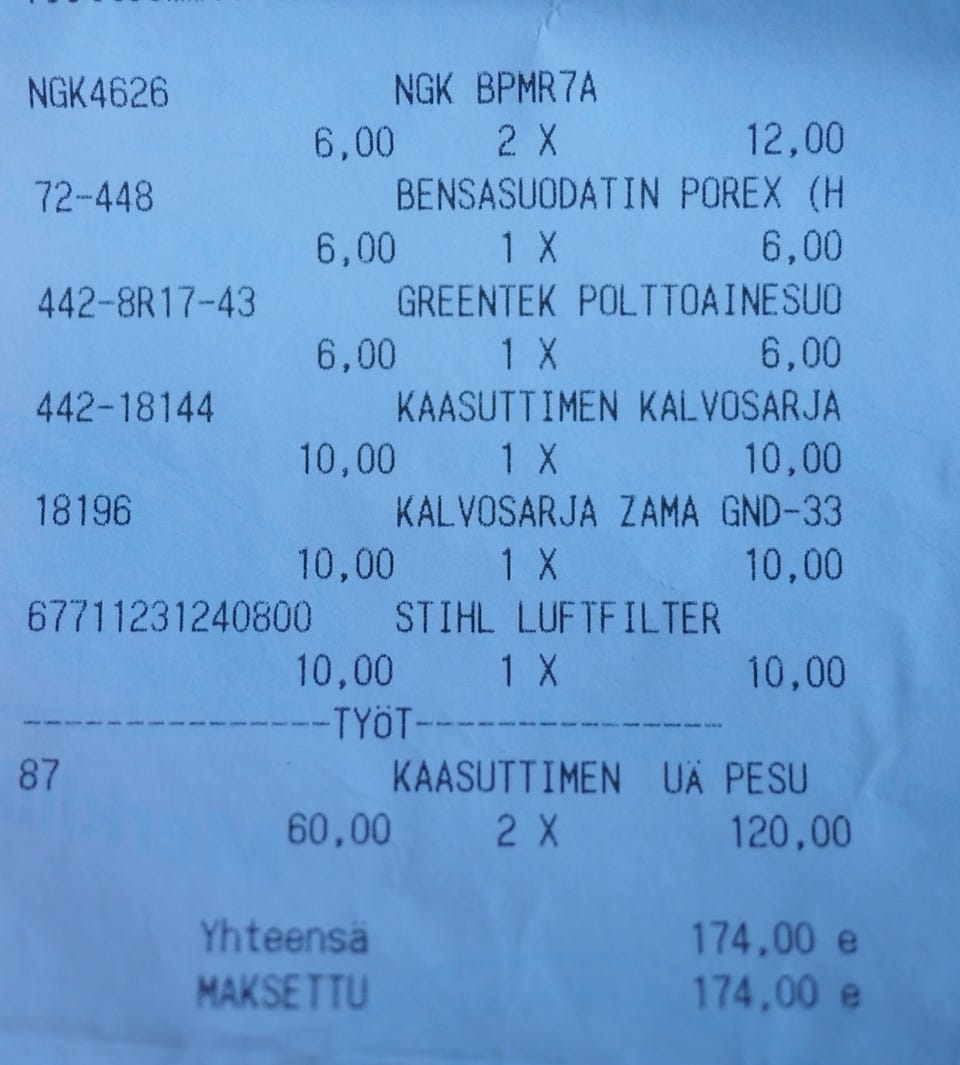 NGK4626 NGK BPMR7A
6,00 2 X 12,00
72-448 BENSASUODATIN POREX (H
6,00 1 X 6,00
442-8R17-43 GREENTEK POLTTOAINESUO
6,00 1 X 6,00
442-18144 KAASUTTIMEN KALVOSARJA
10,00 1 X 10,00
18196 KALVOSARJA ZAMA GND-33
10,00 1 X 10,00
67711231240800 STIHL LUFTFILTER
10,00 1 X 10,00
---------------TYÖT---------------
87 KAASUTTIMEN UÄ PESU
60,00 2 X 120,00
Yhteensä 174,00 e
MAKSETTU 174,00 e